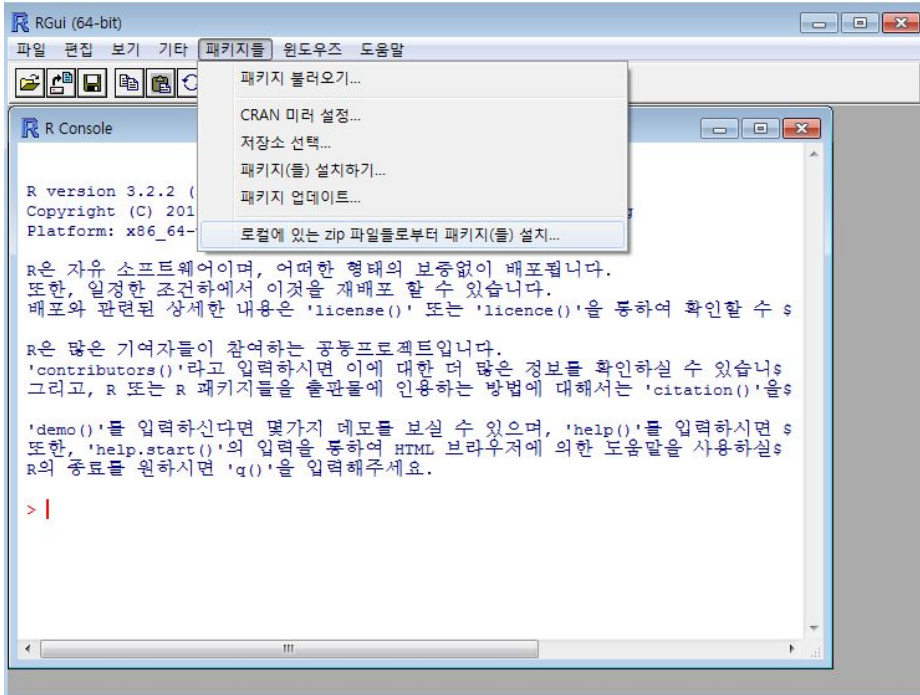 RGui (64-bit)
파일 편집 보기 기타 패키지들 윈도우즈 도움말
패키지 불러오기...
CRAN 미러 설정...
저장소 선택...
패키지(들) 설치하기...
패키지 업데이트...
로컬에 있는 zip 파일들로부터 패키지(들) 설치...
R Console
R version 3.2.2 (
Copyright (C) 201
Platform: x86_64-
R은 자유 소프트웨어이며, 어떠한 형태의 보증없이 배포됩니다.
또한, 일정한 조건하에서 이것을 재배포 할 수 있습니다.
배포와 관련된 상세한 내용은 'license()' 또는 'licence()'을 통하여 확인할 수 $
R은 많은 기여자들이 참여하는 공동프로젝트입니다.
'contributors()'라고 입력하시면 이에 대한 더 많은 정보를 확인하실 수 있습니$
그리고, R 또는 R 패키지들을 출판물에 인용하는 방법에 대해서는 'citation()'을$
'demo()'를 입력하신다면 몇가지 데모를 보실 수 있으며, 'help()'를 입력하시면 $
또한, 'help.start()'의 입력을 통하여 HTML 브라우저에 의한 도움말을 사용하실$
R의 종료를 원하시면 'q()'을 입력해주세요.
>